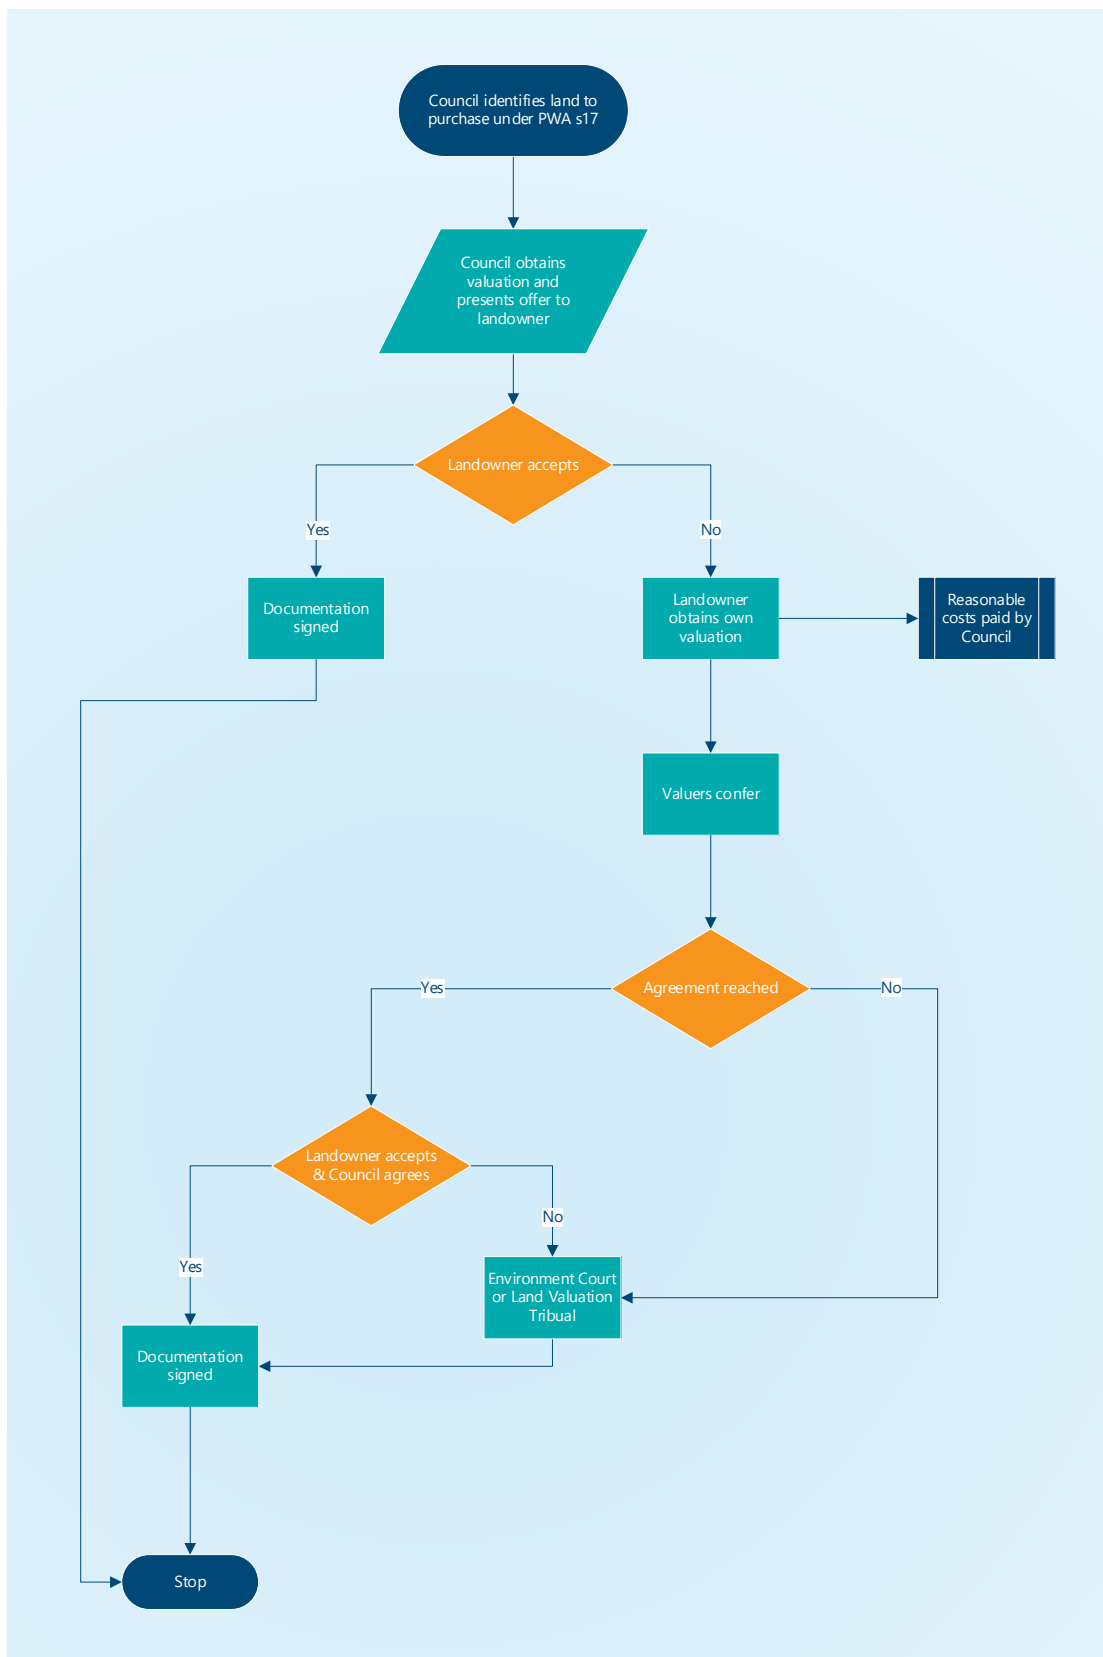 Council identifies land to
purchase under PWA s17
Council obtains
valuation and
presents offer to
landowner
Landowner accepts
Yes
No
Documentation
signed
Landowner
obtains own
valuation
Reasonable
costs paid by
Council
Valuers confer
Agreement reached
Yes
No
Landowner accepts
& Council agrees
No
Yes
Environment Court
or Land Valuation
Tribual
Documentation
signed
Stop